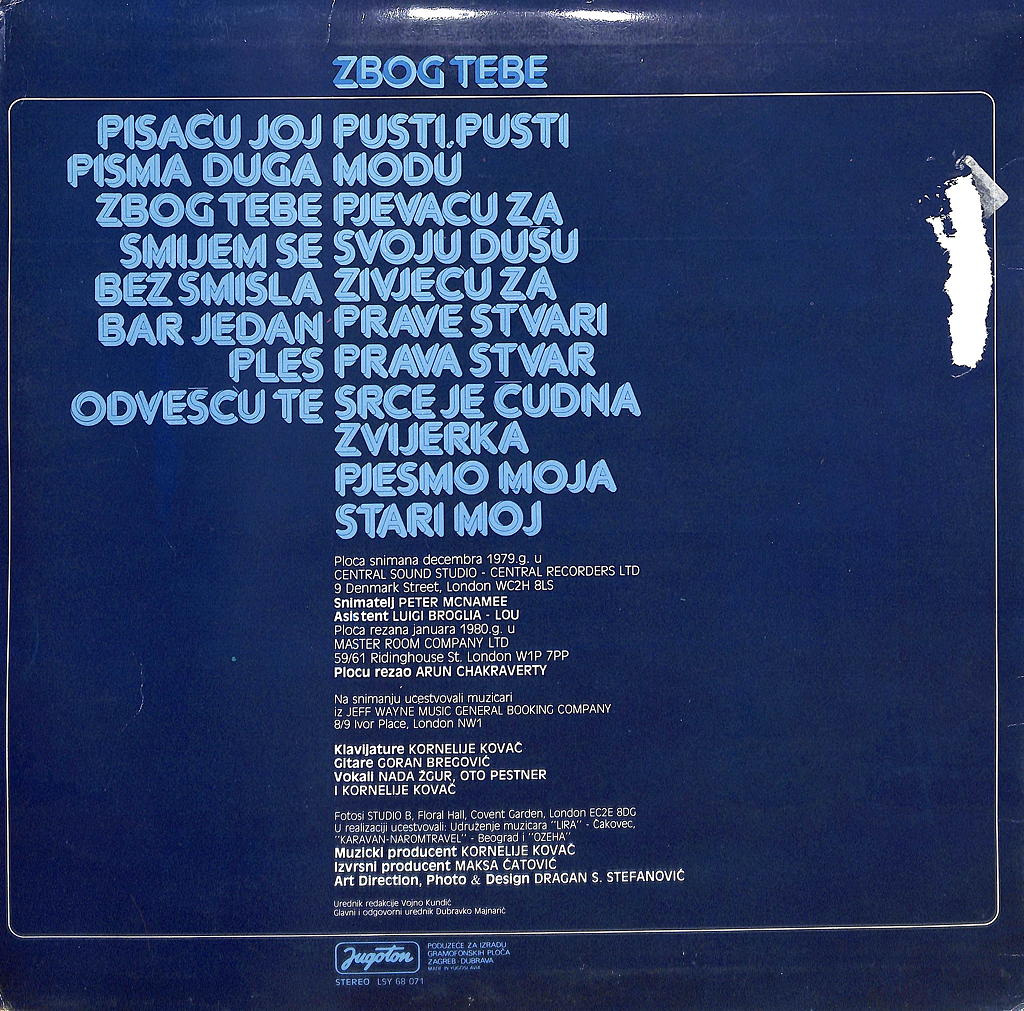 ZBOG TEBE
PISACU JOJ
PISMA DUGA
ZBOG TEBE
SMIJEM SE
BEZ SMISLA
BAR JEDAN
PLES
ODVEŠCU TE
PUSTI, PUSTI
MODU
PJEVACU ZA
SVOJU DUSU
ZIVJECU ZA
PRAVE STVARI
PRAVA STVAR
SRCE JE ČUDNA
ZVIJERKA
PJESMO MOJA
STARI MOJ
Ploca snimana decembra 1979.g. u
CENTRAL SOUND STUDIO - CENTRAL RECORDERS LTD
9 Denmark Street, London WC2H 8LS
Snimatelj PETER MCNAMEE
Asistent LUIGI BROGLIA - LOU
Ploca rezana januara 1980.g. u
MASTER ROOM COMPANY LTD
59/61 Ridinghouse St. London W1P 7PP
Plocu rezao ARUN CHAKRAVERTY
Na snimanju ucestvovali muzicari
iz JEFF WAYNE MUSIC GENERAL BOOKING COMPANY
8/9 Ivor Place, London NW1
Klavijature KORNELIJE KOVAČ
Gitare GORAN BREGOVIĆ
Vokali NADA ŽGUR, OTO PESTNER
I KORNELIJE KOVAČ
Fotosi STUDIO B, Floral Hall, Covent Garden, London EC2E 8DG
U realizaciji ucestvovali: Udruženje muzicara "LIRA" - Čakovec,
"KARAVAN-NAROMTRAVEL" - Beograd i "OZEHA"
Muzicki producent KORNELIJE KOVAČ
Izvrsni producent MAKSA ĆATOVIĆ
Art Direction, Photo & Design DRAGAN S. STEFANOVIĆ
Urednik redakcije Vojno Kundić
Glavni i odgovorni urednik Dubravko Majnarić
Jugoton
PODUZEĆE ZA IZRADU
GRAMOFONSKIH PLOČA
ZAGREB - DUBRAVA
MADE IN YUGOSLAVIA
STEREO LSY 68 071